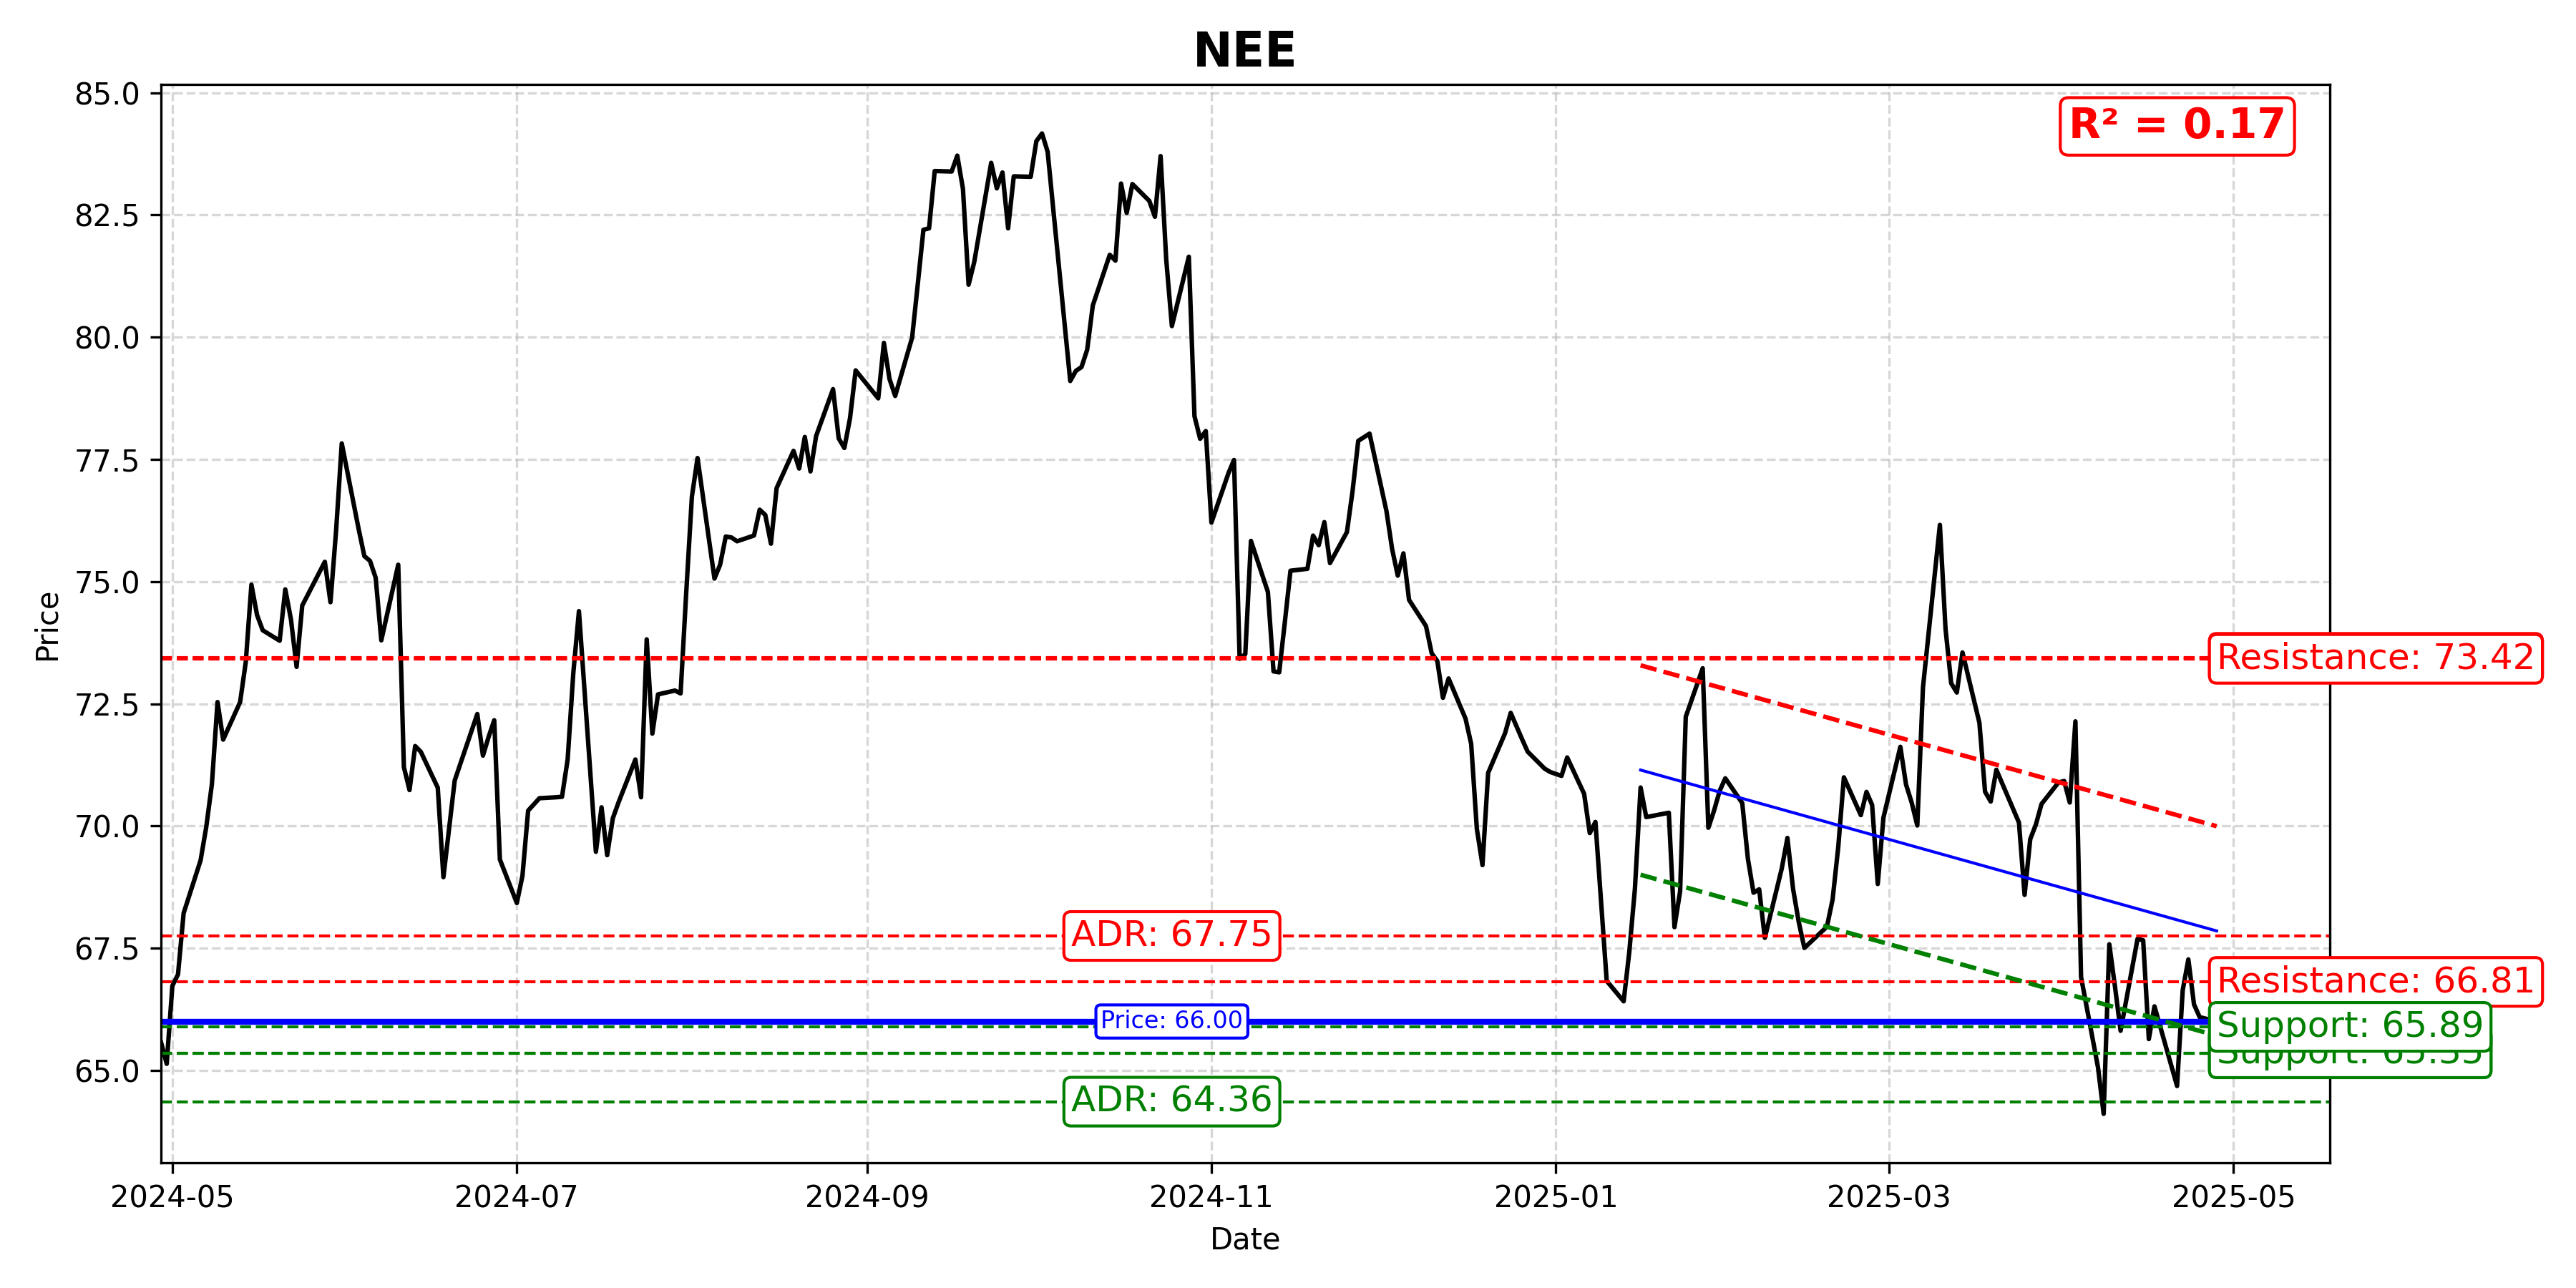 NEE
R² = 0.17
85.0
82.5
80.0
77.5
75.0
72.5
70.0
67.5
65.0
Price
Resistance: 73.42
ADR: 67.75
Resistance: 66.81
Price: 66.00
Support: 65.89
Support:
ADR: 64.36
2024-05
2024-07
2024-09
2024-11
2025-01
2025-03
2025-05
Date